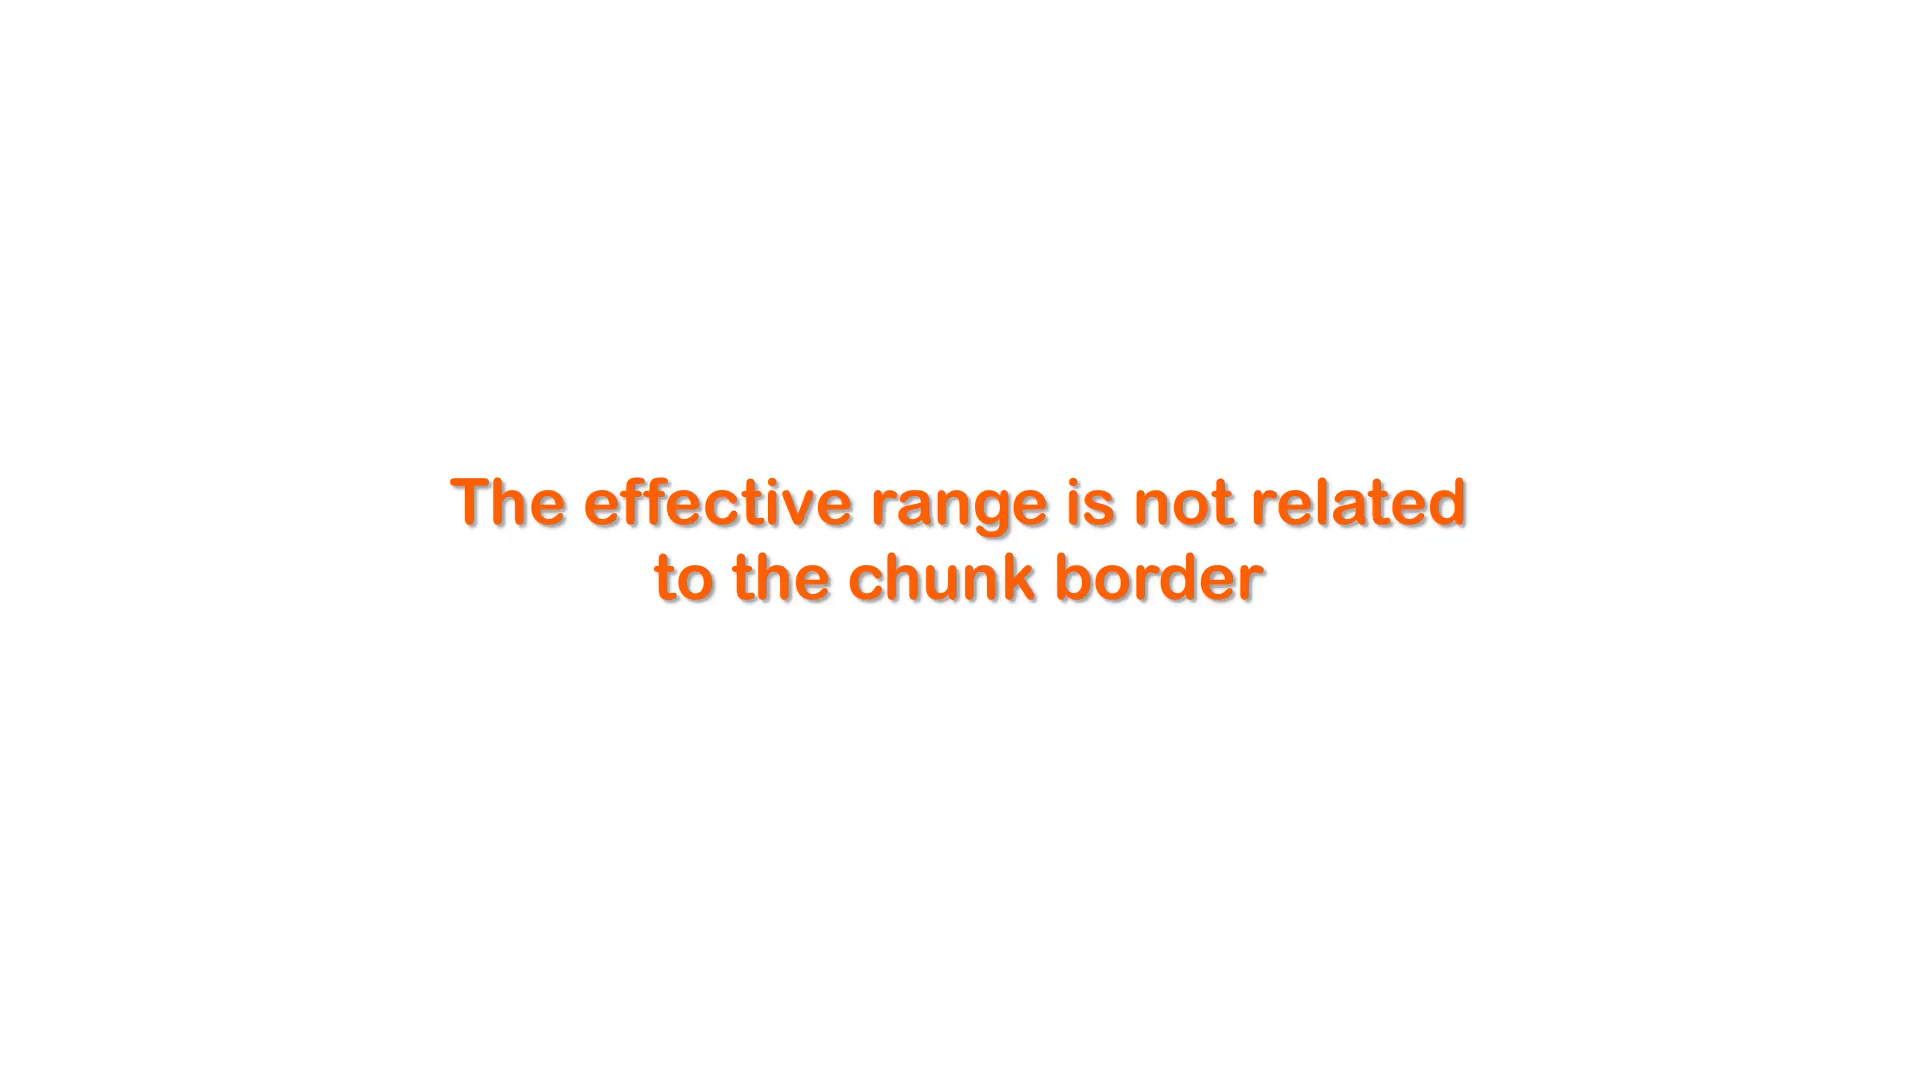 The effective range is not related
to the chunk border